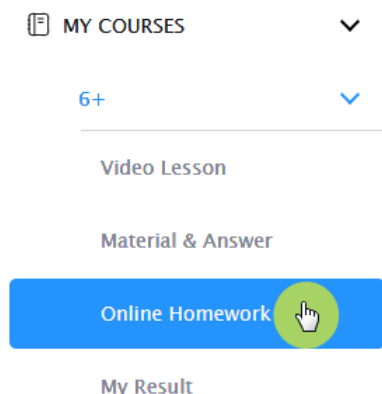 MY COURSES
6+
Video Lesson
Material & Answer
Online Homework
My Result